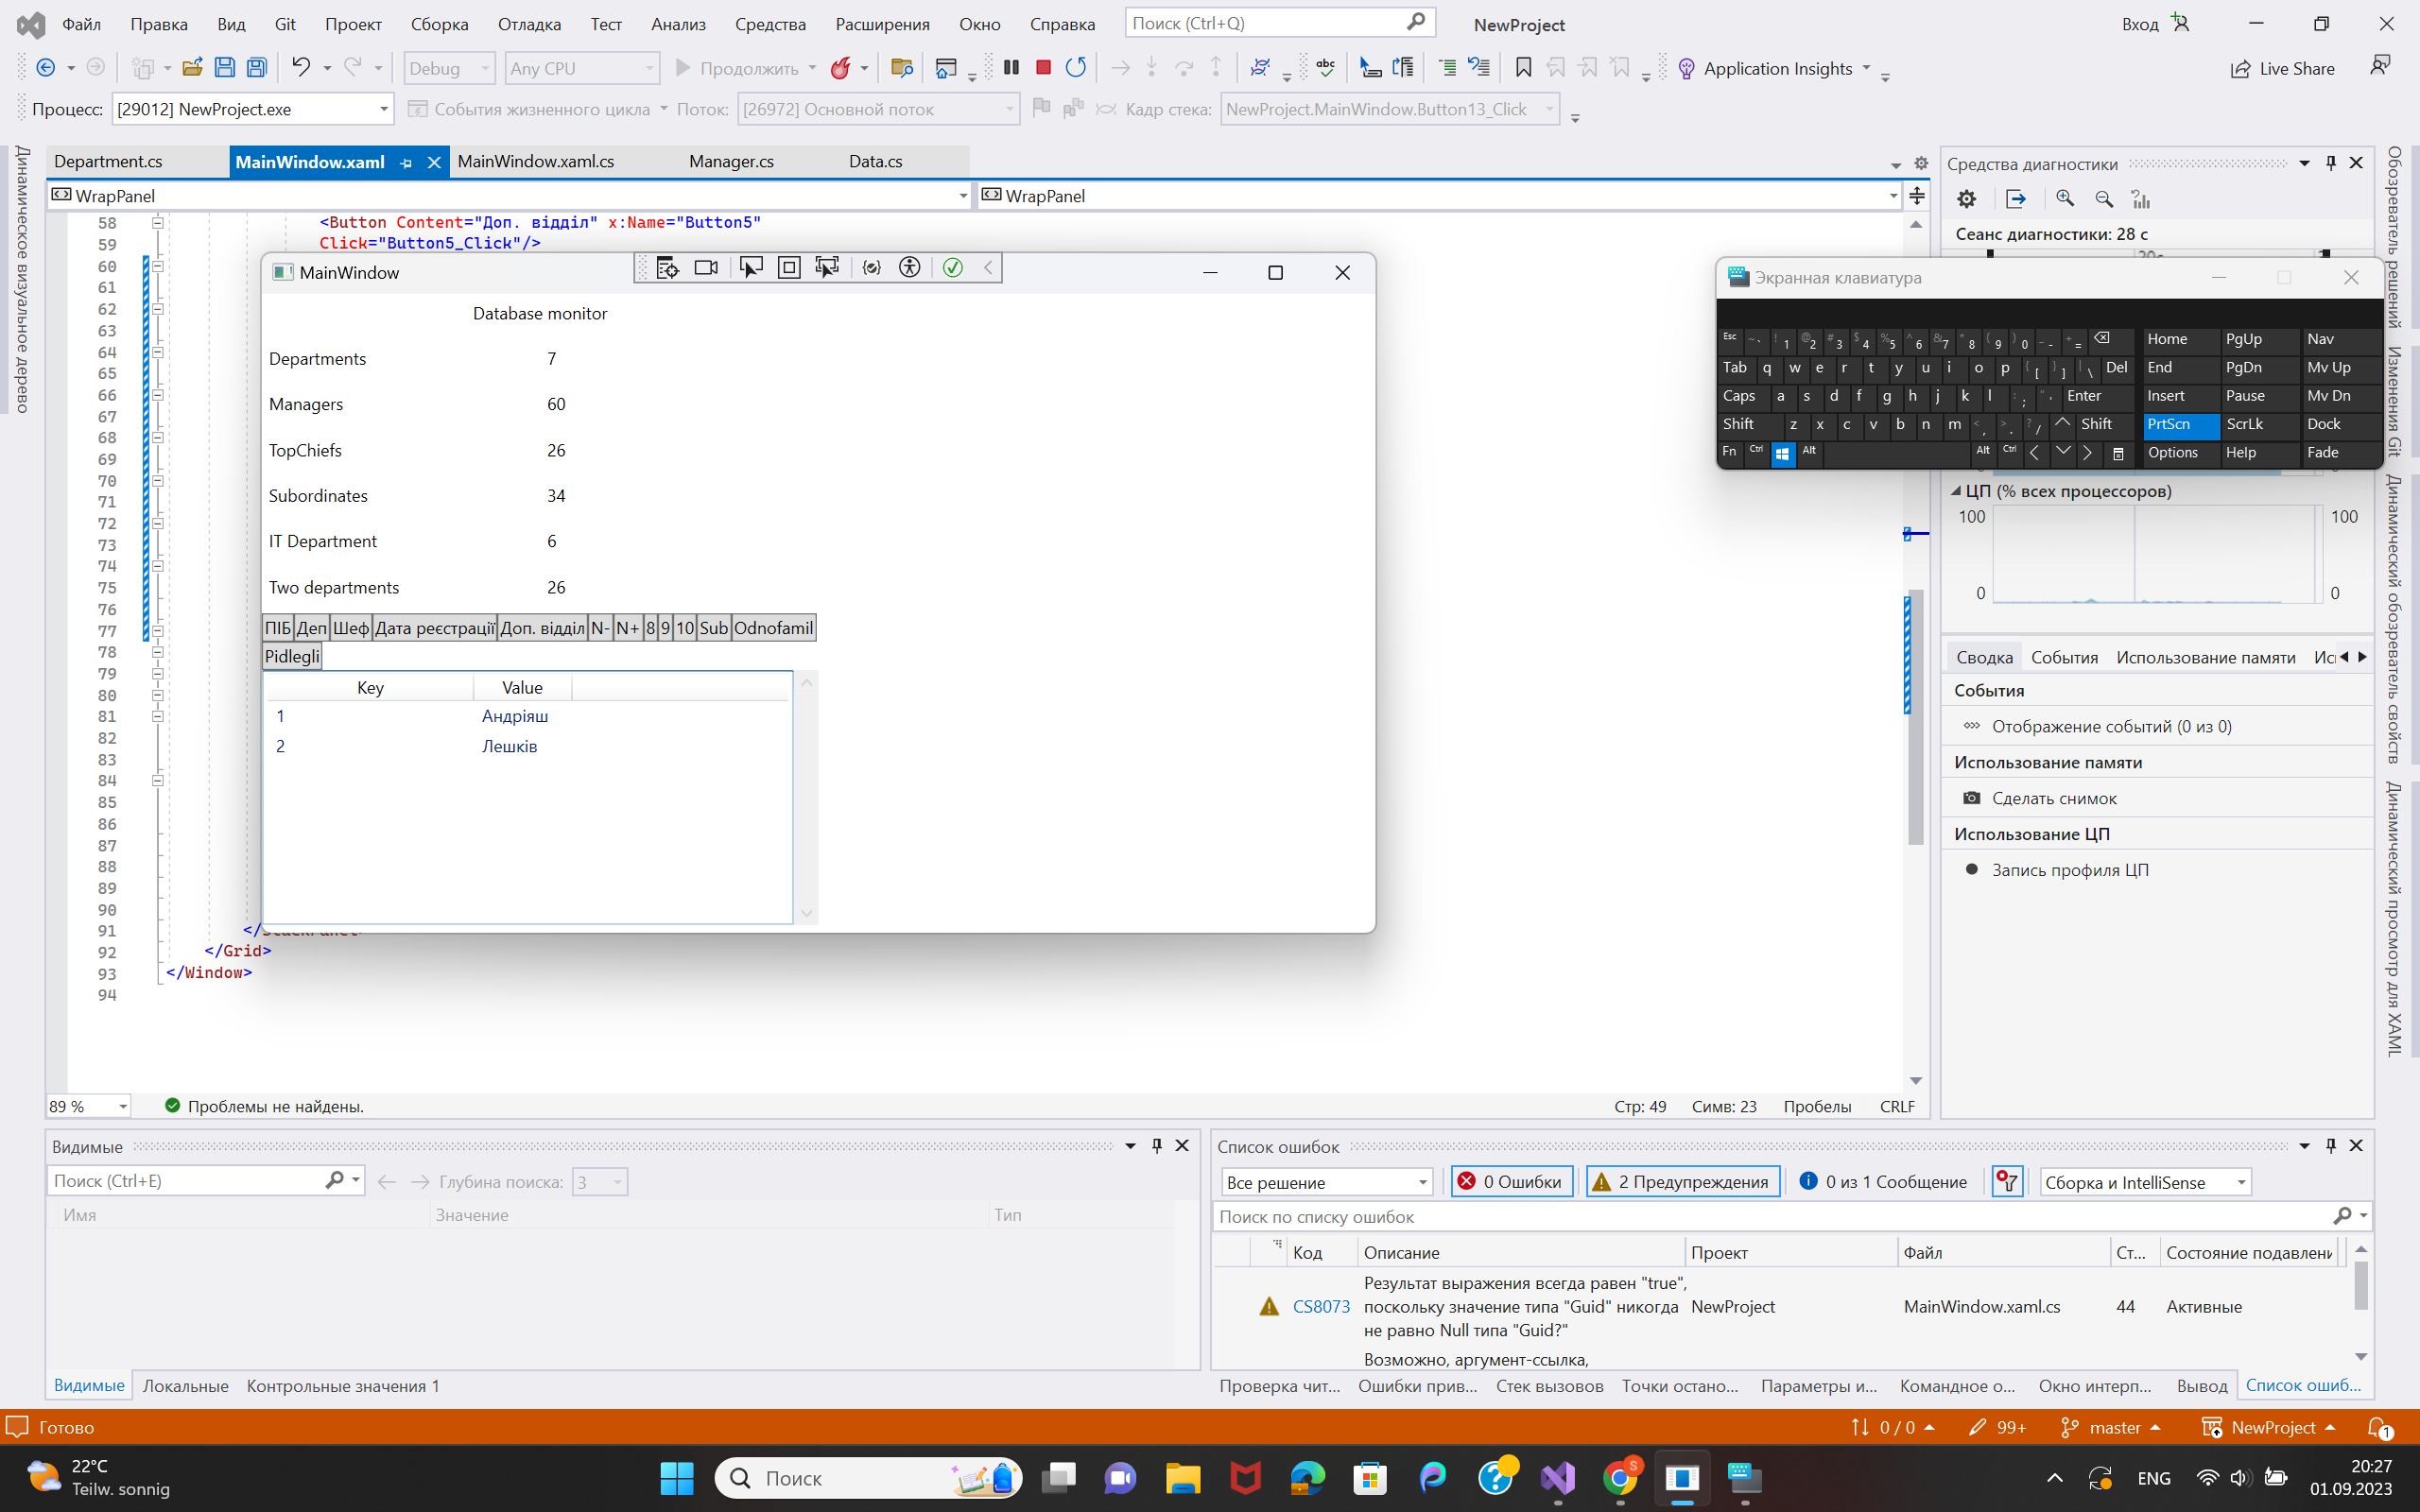 Файл Правка Вид Git Проект Сборка Отладка Тест Анализ Средства Расширения Окно Справка Поиск (Ctrl+Q) NewProject Вход
Debug Any CPU Продолжить Application Insights Live Share
Процесс: [29012] NewProject.exe События жизненного цикла Поток: [26972] Основной поток Кадр стека: NewProject.MainWindow.Button13_Click
Динамическое визуальное дерево
Department.cs MainWindow.xaml MainWindow.xaml.cs Manager.cs Data.cs
WrapPanel WrapPanel
58 <Button Content="Доп. відділ" x:Name="Button5"
59 Click="Button5_Click"/>
60
61
62
63
64
65
66
67
68
69
70
71
72
73
74
75
76
77
78
79
80
81
82
83
84
85
86
87
88
89
90
91
92 </Grid>
93 </Window>
94
MainWindow
Database monitor
Departments 7
Managers 60
TopChiefs 26
Subordinates 34
IT Department 6
Two departments 26
ПІБ Деп Шеф Дата реєстрації Доп. відділ N- N+ 8 9 10 Sub Odnofamil
Pidlegli
Key Value
1 Андріяш
2 Лешків
89 % Проблемы не найдены. Стр: 49 Симв: 23 Пробелы CRLF
Средства диагностики
Сеанс диагностики: 28 с
Экранная клавиатура
Esc ~ ` ! 1 @ 2 # 3 $ 4 % 5 ^ 6 & 7 * 8 ( 9 ) 0 _ - + = Home PgUp Nav
Tab q w e r t y u i o p { [ } ] | \ Del End PgDn Mv Up
Caps a s d f g h j k l : ; " ' Enter Insert Pause Mv Dn
Shift z x c v b n m < , > . ? / Shift PrtScn ScrLk Dock
Fn Ctrl Alt Alt Ctrl Options Help Fade
ЦП (% всех процессоров)
100 100
0 0
Сводка События Использование памяти
События
Отображение событий (0 из 0)
Использование памяти
Сделать снимок
Использование ЦП
Запись профиля ЦП
Обозреватель решений
Изменения Git
Динамический обозреватель свойств
Динамический просмотр для XAML
Видимые
Поиск (Ctrl+E) Глубина поиска: 3
Имя Значение Тип
Видимые Локальные Контрольные значения 1
Список ошибок
Все решение 0 Ошибки 2 Предупреждения 0 из 1 Сообщение Сборка и IntelliSense
Поиск по списку ошибок
Код Описание Проект Файл Ст... Состояние подавлени
CS8073 Результат выражения всегда равен "true",
поскольку значение типа "Guid" никогда NewProject MainWindow.xaml.cs 44 Активные
не равно Null типа "Guid?"
Возможно, аргумент-ссылка,
Проверка чит... Ошибки прив... Стек вызовов Точки остано... Параметры и... Командное о... Окно интерп... Вывод Список ошиб...
Готово 0 / 0 99+ master NewProject 1
22°C
Teilw. sonnig
Поиск
S
ENG
20:27
01.09.2023